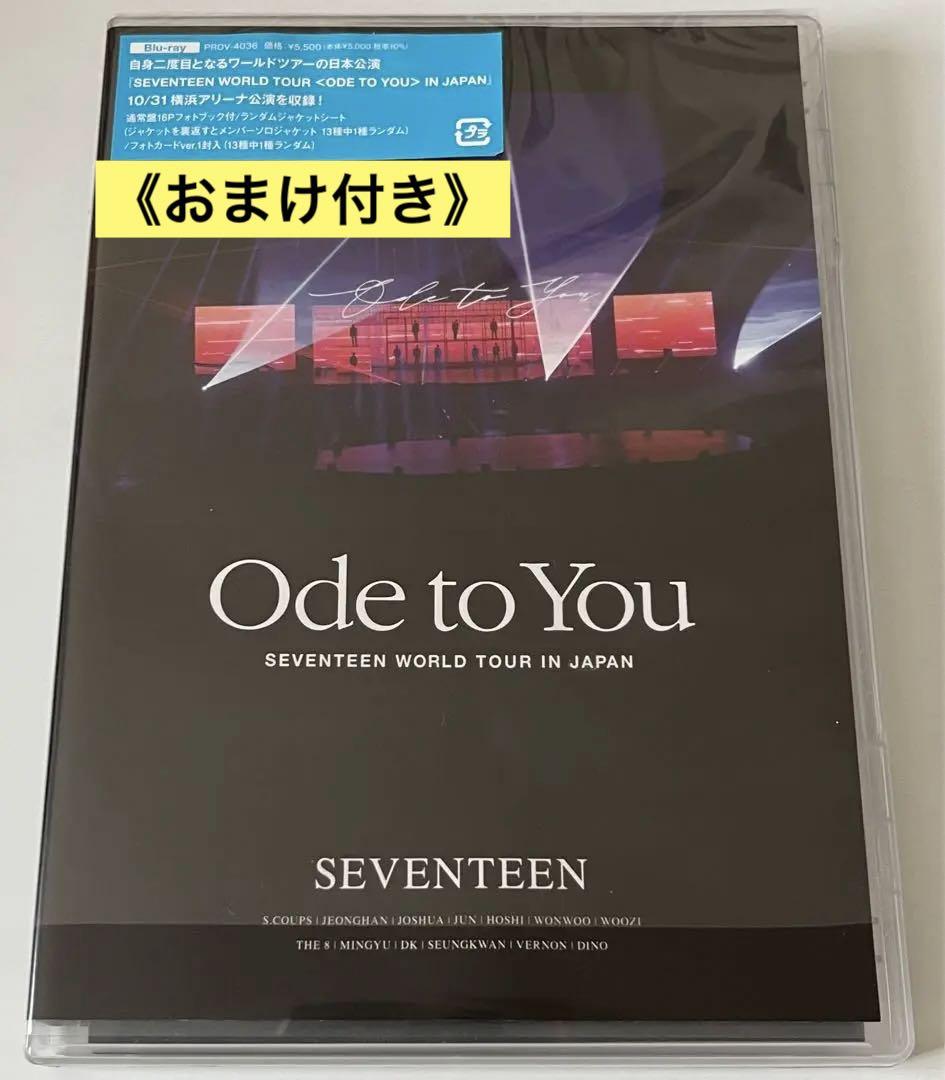 Blu-ray PROV-4036 価格:¥5,500(本体¥5,000 税率10%)
自身二度目となるワールドツアーの日本公演
『SEVENTEEN WORLD TOUR <ODE TO YOU> IN JAPAN』
10/31 横浜アリーナ公演を収録!
通常盤16Pフォトブック付/ランダムジャケットシート
(ジャケットを裏返すとメンバーソロジャケット 13種中1種ランダム)
/フォトカードver.1封入(13種中1種ランダム)
プラ
《おまけ付き》
Ode to You
Ode to You
SEVENTEEN WORLD TOUR IN JAPAN
SEVENTEEN
S.COUPS | JEONGHAN | JOSHUA | JUN | HOSHI | WONWOO | WOOZI
THE 8 | MINGYU | DK | SEUNGKWAN | VERNON | DINO